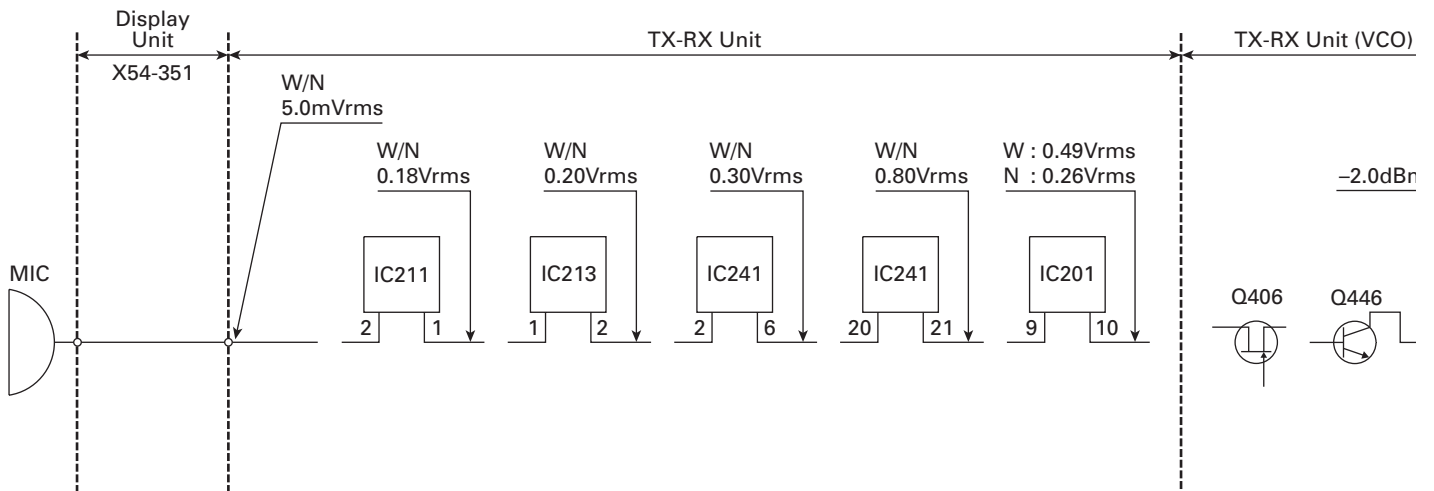 Display
Unit
X54-351
TX-RX Unit
TX-RX Unit (VCO)
W/N
5.0mVrms
W/N
0.18Vrms
W/N
0.20Vrms
W/N
0.30Vrms
W/N
0.80Vrms
W : 0.49Vrms
N : 0.26Vrms
–2.0dBm
MIC
IC211
IC213
IC241
IC241
IC201
Q406
Q446
2 1
1 2
2 6
20 21
9 10